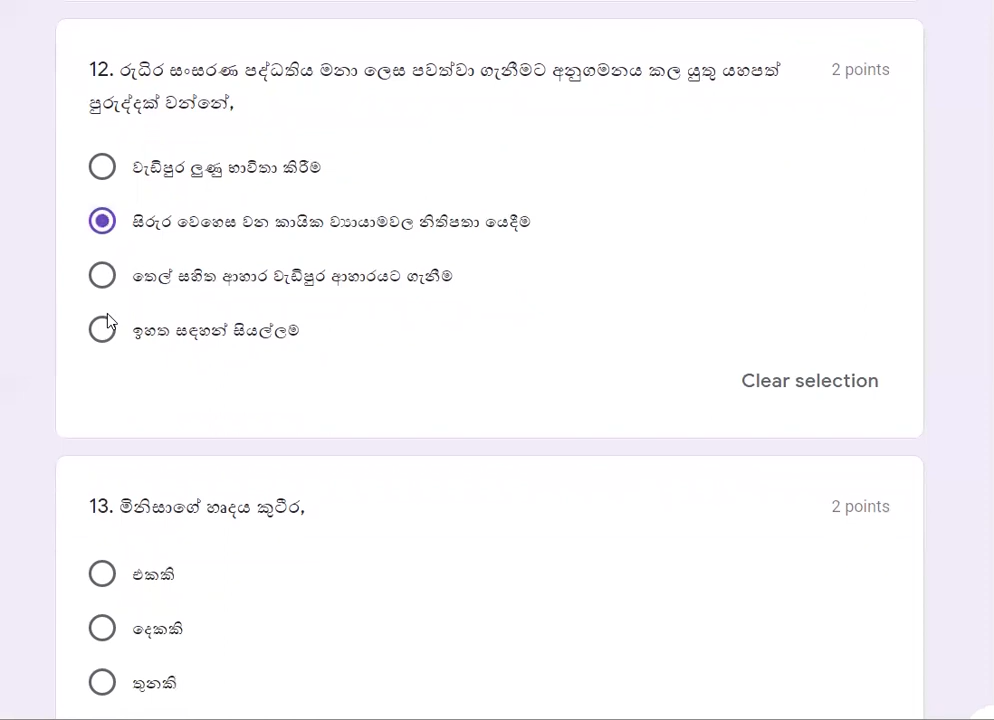 12. රුධිර සංසරණ පද්ධතිය මනා ලෙස පවත්වා ගැනීමට අනුගමනය කල යුතු යහපත් 2 points
පුරුද්දක් වන්නේ,
වැඩිපුර ලුණු භාවිතා කිරීම
සිරුර වෙහෙස වන කායික ව්‍යායාමවල නිතිපතා යෙදීම
තෙල් සහිත ආහාර වැඩිපුර ආහාරයට ගැනීම
ඉහත සඳහන් සියල්ලම
Clear selection
13. මිනිසාගේ හෘදය කුටීර, 2 points
එකකි
දෙකකි
තුනකි